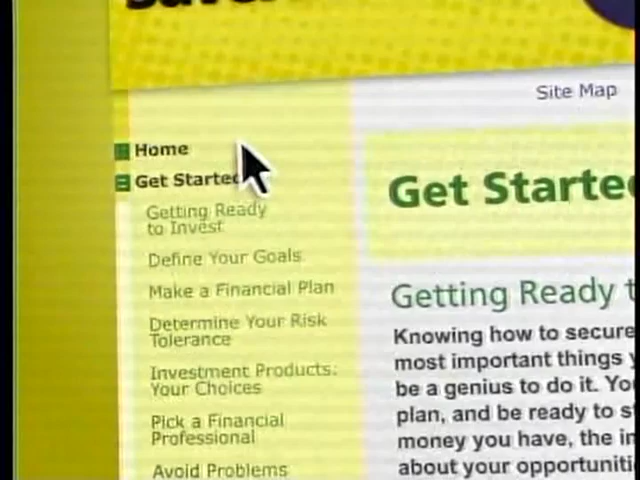 Site Map
Home
Get Started
Get Starte
Getting Ready
to Invest
Define Your Goals
Make a Financial Plan
Determine Your Risk
Tolerance
Investment Products:
Your Choices
Pick a Financial
Professional
Avoid Problems
Getting Ready t
Knowing how to secure
most important things y
be a genius to do it. Yo
plan, and be ready to s
money you have, the in
about your opportuniti